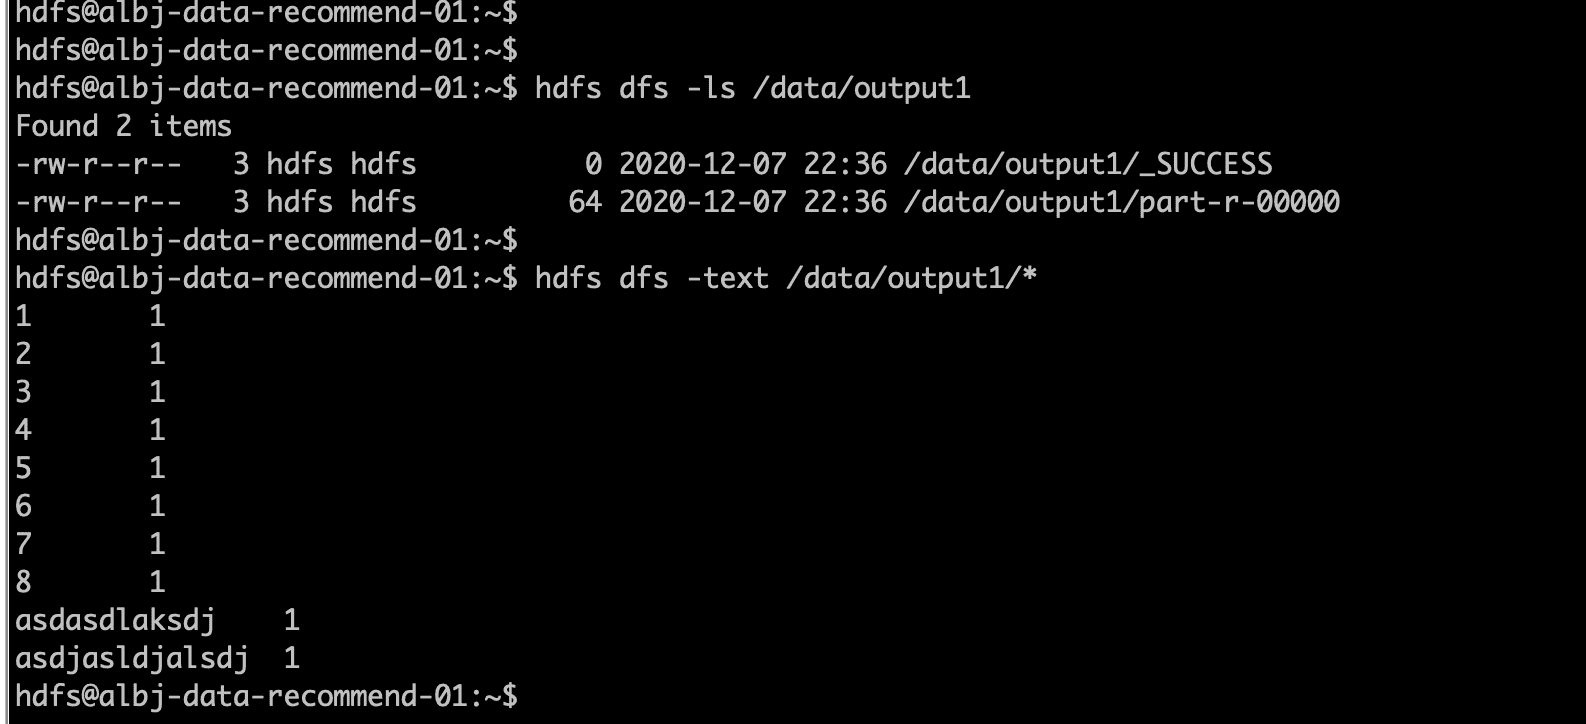 hdfs@albj-data-recommend-01:~$
hdfs@albj-data-recommend-01:~$
hdfs@albj-data-recommend-01:~$ hdfs dfs -ls /data/output1
Found 2 items
-rw-r--r--   3 hdfs hdfs          0 2020-12-07 22:36 /data/output1/_SUCCESS
-rw-r--r--   3 hdfs hdfs         64 2020-12-07 22:36 /data/output1/part-r-00000
hdfs@albj-data-recommend-01:~$
hdfs@albj-data-recommend-01:~$ hdfs dfs -text /data/output1/*
1       1
2       1
3       1
4       1
5       1
6       1
7       1
8       1
asdasdlaksdj    1
asdjasldjalsdj  1
hdfs@albj-data-recommend-01:~$